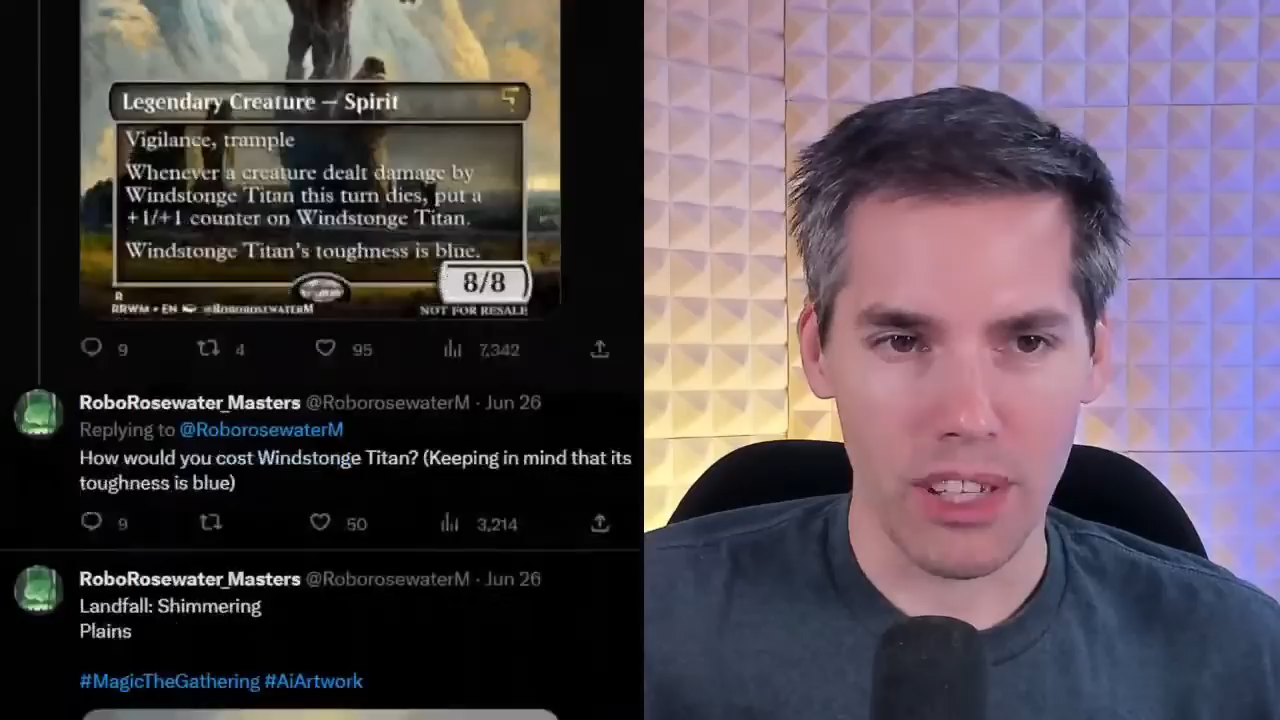 Legendary Creature — Spirit
Vigilance, trample
Whenever a creature dealt damage by
Windstonge Titan this turn dies, put a
+1/+1 counter on Windstonge Titan.
Windstonge Titan's toughness is blue.
8/8
R
RRWM • EN @RoborosewaterM
NOT FOR RESALE
9 4 95 7,342
RoboRosewater_Masters @RoborosewaterM · Jun 26
Replying to @RoborosewaterM
How would you cost Windstonge Titan? (Keeping in mind that its
toughness is blue)
9 50 3,214
RoboRosewater_Masters @RoborosewaterM · Jun 26
Landfall: Shimmering
Plains
#MagicTheGathering #AiArtwork